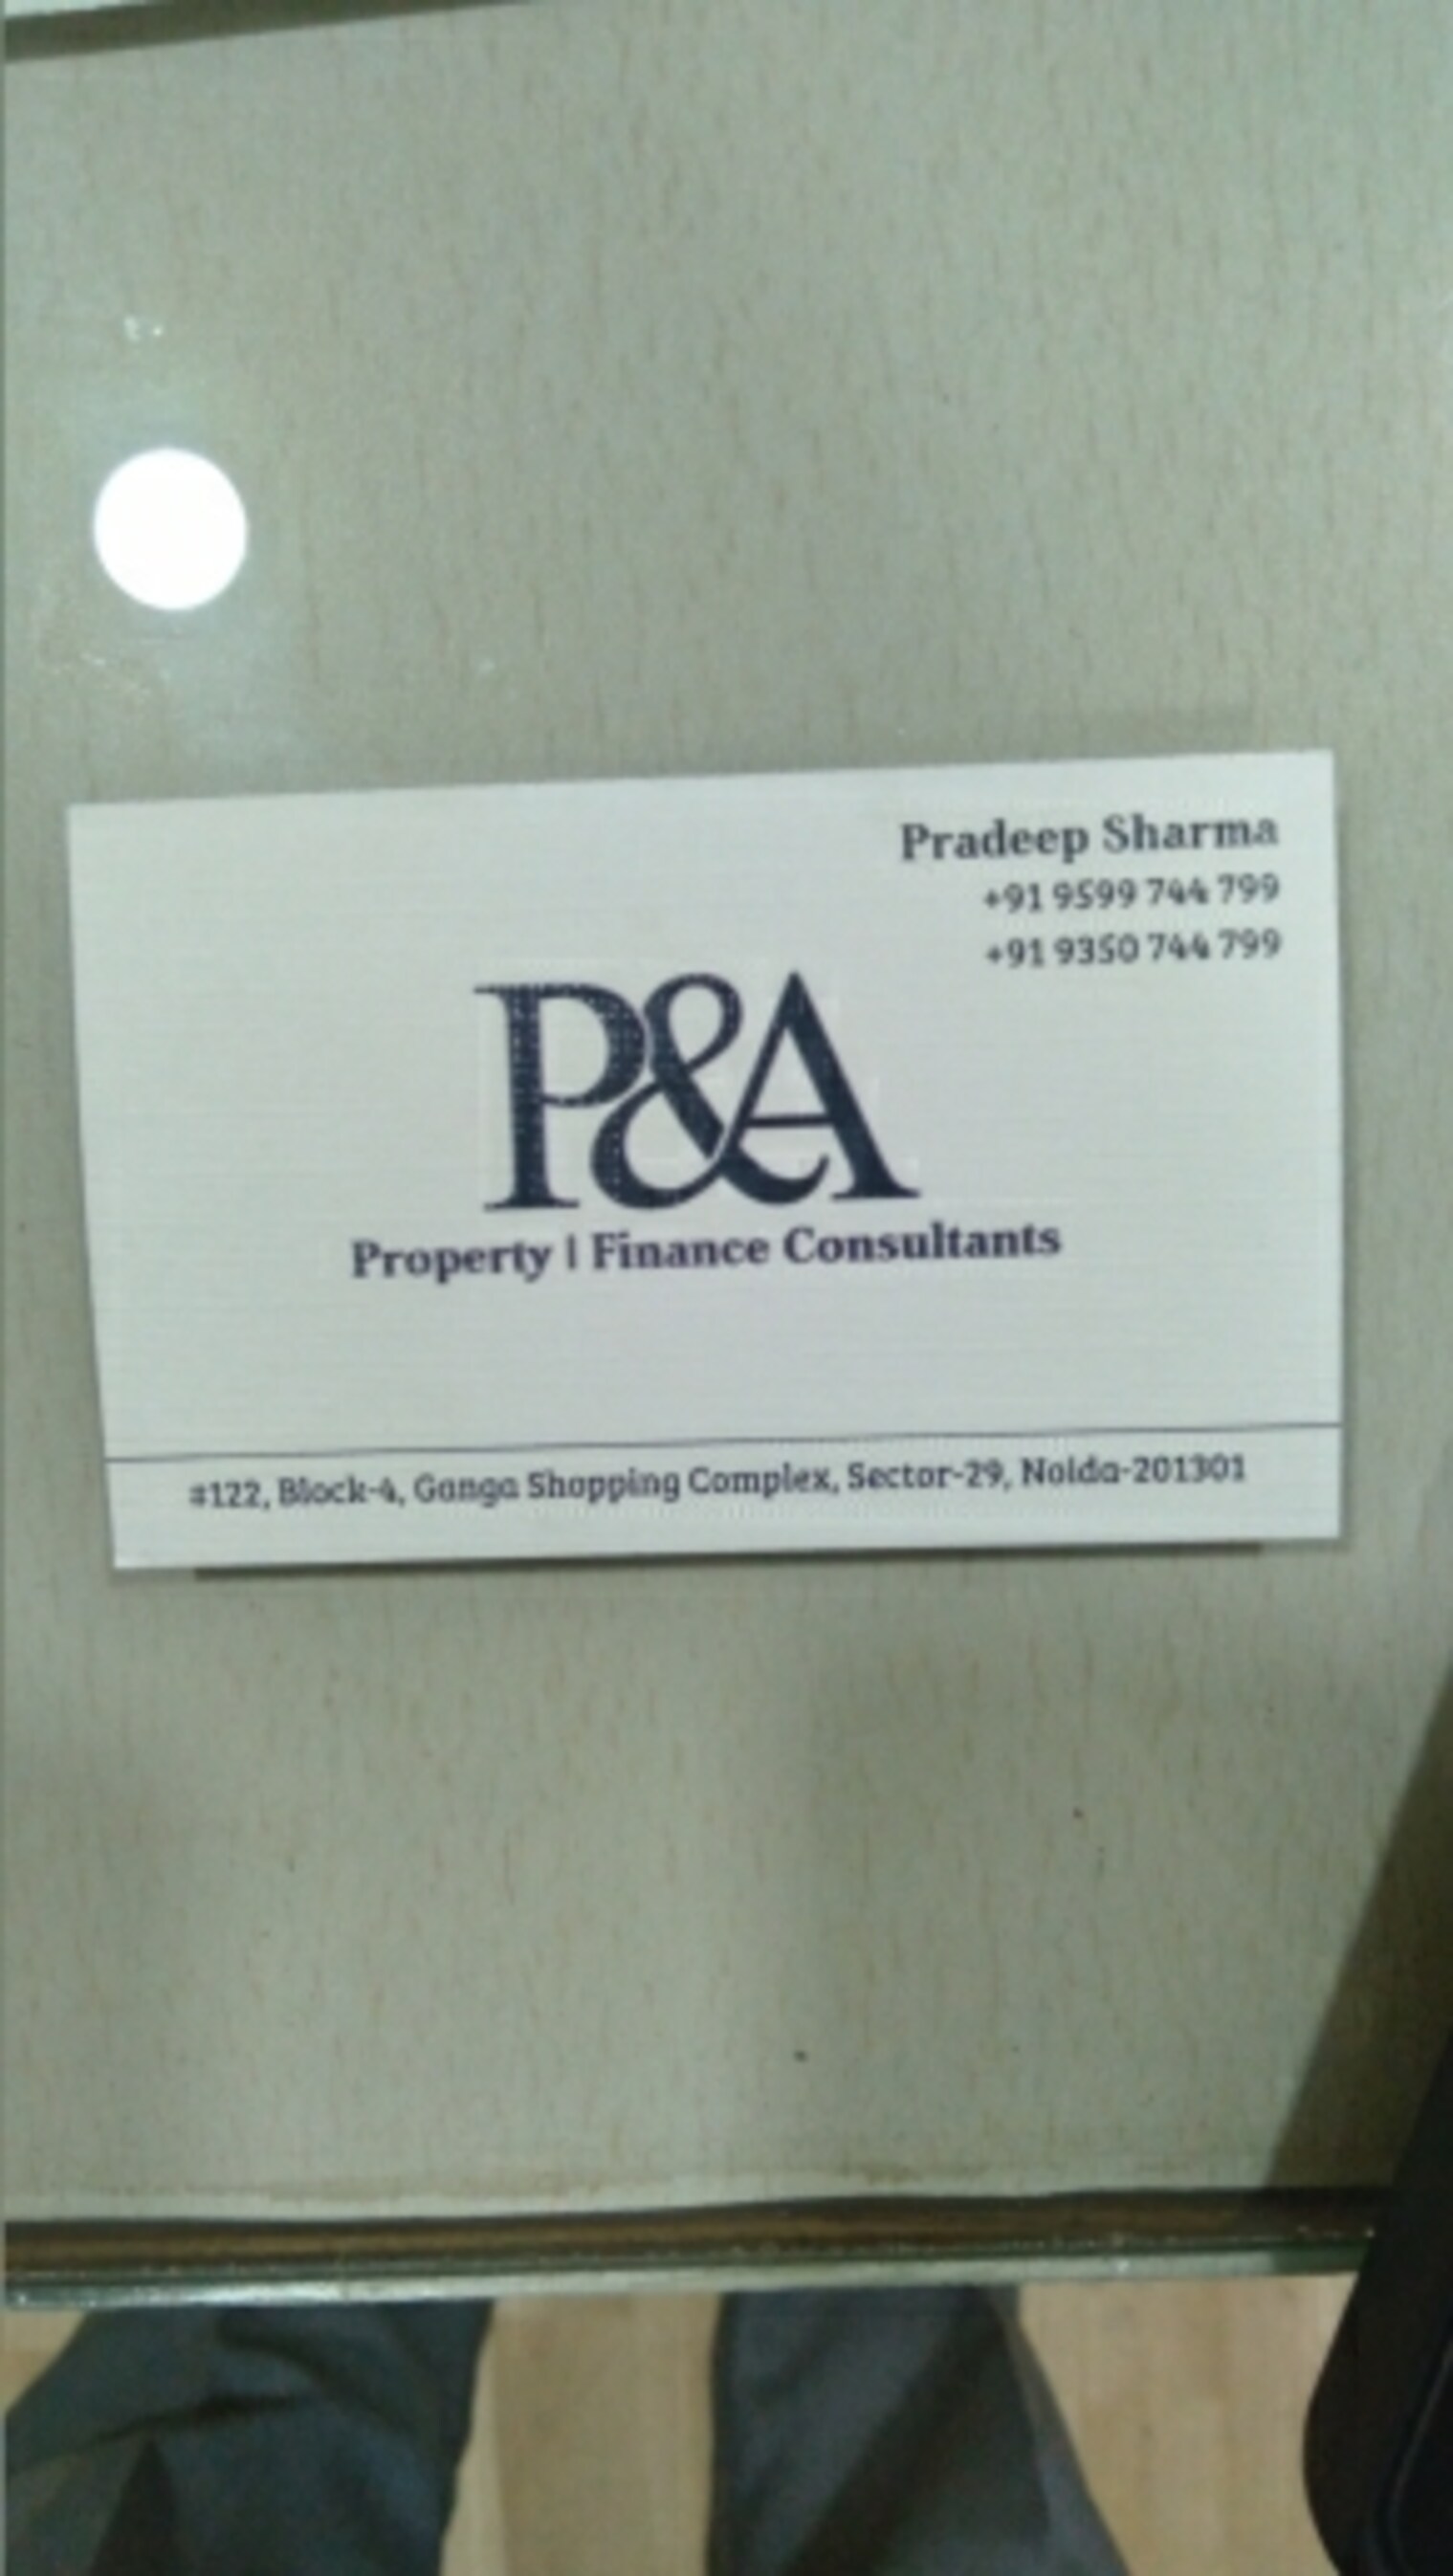 Pradeep Sharma
+91 9599 744 799
+91 9350 744 799
P&A
Property | Finance Consultants
#122, Block-4, Ganga Shopping Complex, Sector-29, Noida-201301